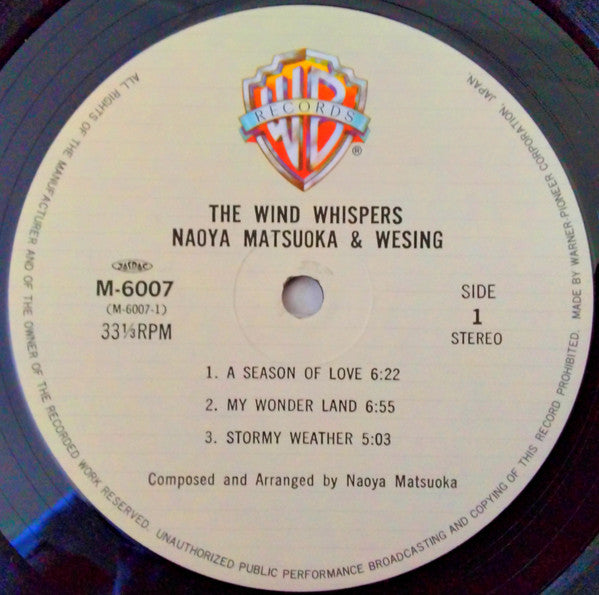 WB
RECORDS
®
THE WIND WHISPERS
NAOYA MATSUOKA & WESING
JASRAC
M-6007
(M-6007-1)
33⅓RPM
SIDE
1
STEREO
1. A SEASON OF LOVE 6:22
2. MY WONDER LAND 6:55
3. STORMY WEATHER 5:03
Composed and Arranged by Naoya Matsuoka
ALL RIGHTS OF THE MANUFACTURER AND OF THE OWNER OF THE RECORDED WORK RESERVED. UNAUTHORIZED PUBLIC PERFORMANCE BROADCASTING AND COPYING OF THIS RECORD PROHIBITED. MADE BY WARNER-PIONEER CORPORATION, JAPAN.